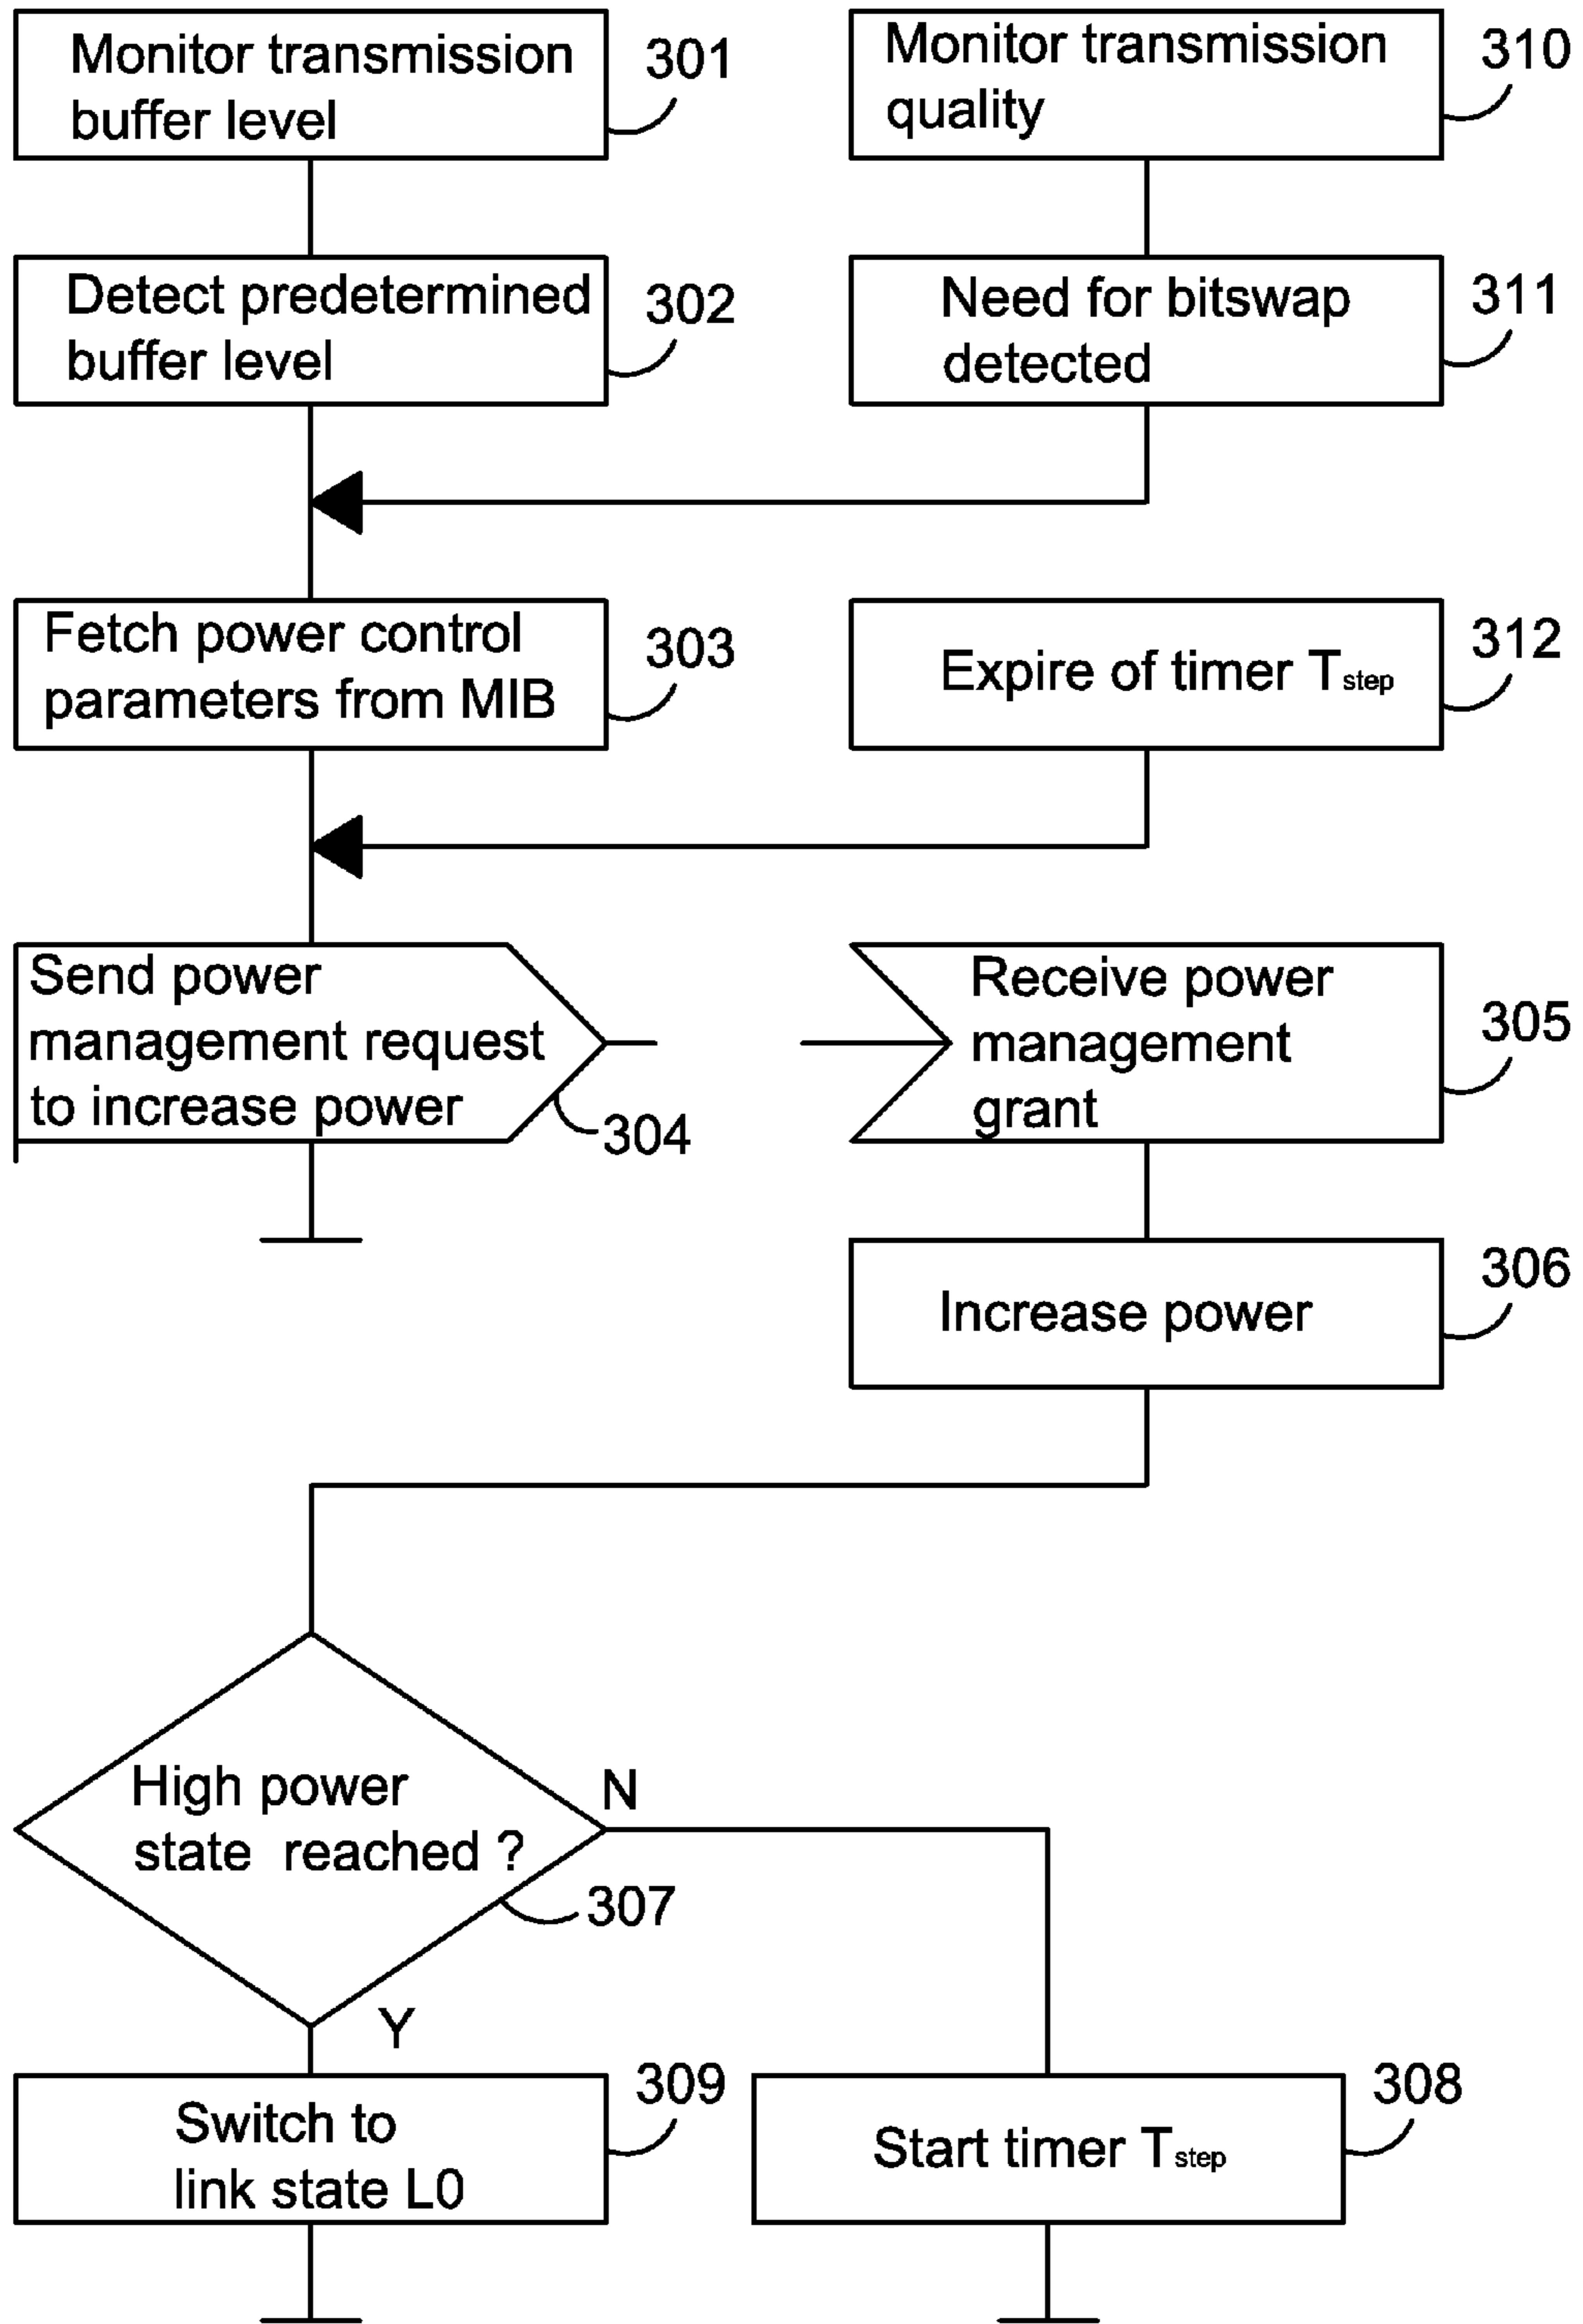 Monitor transmission
buffer level
301
Monitor transmission
quality
310
Detect predetermined
buffer level
302
Need for bitswap
detected
311
Fetch power control
parameters from MIB
303
Expire of timer Tstep
312
Send power
management request
to increase power
304
Receive power
management
grant
305
Increase power
306
High power
state reached ?
307
N
Y
Switch to
link state L0
309
Start timer Tstep
308